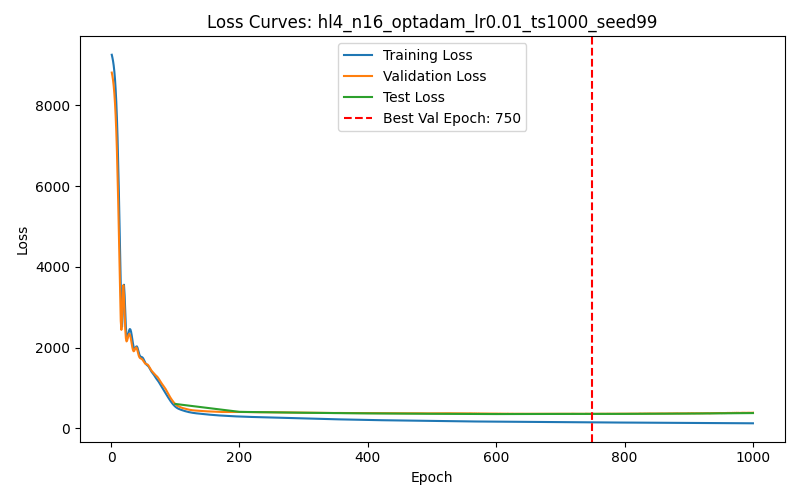 Loss Curves: hl4_n16_optadam_lr0.01_ts1000_seed99
Training Loss
Validation Loss
Test Loss
Best Val Epoch: 750
Loss
8000
6000
4000
2000
0
0
200
400
600
800
1000
Epoch